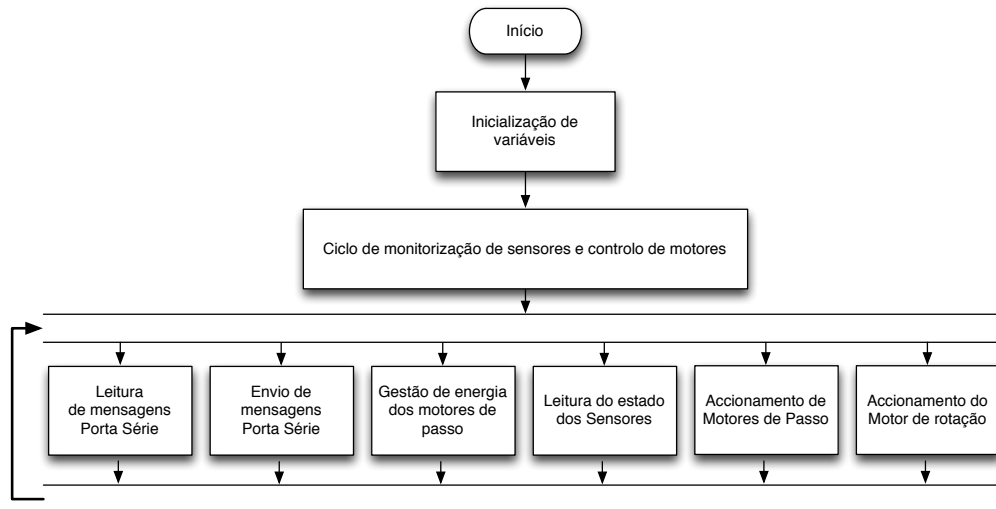 Início
Inicialização de
variáveis
Ciclo de monitorização de sensores e controlo de motores
Leitura
de mensagens
Porta Série
Envio de
mensagens
Porta Série
Gestão de energia
dos motores de
passo
Leitura do estado
dos Sensores
Accionamento de
Motores de Passo
Accionamento do
Motor de rotação